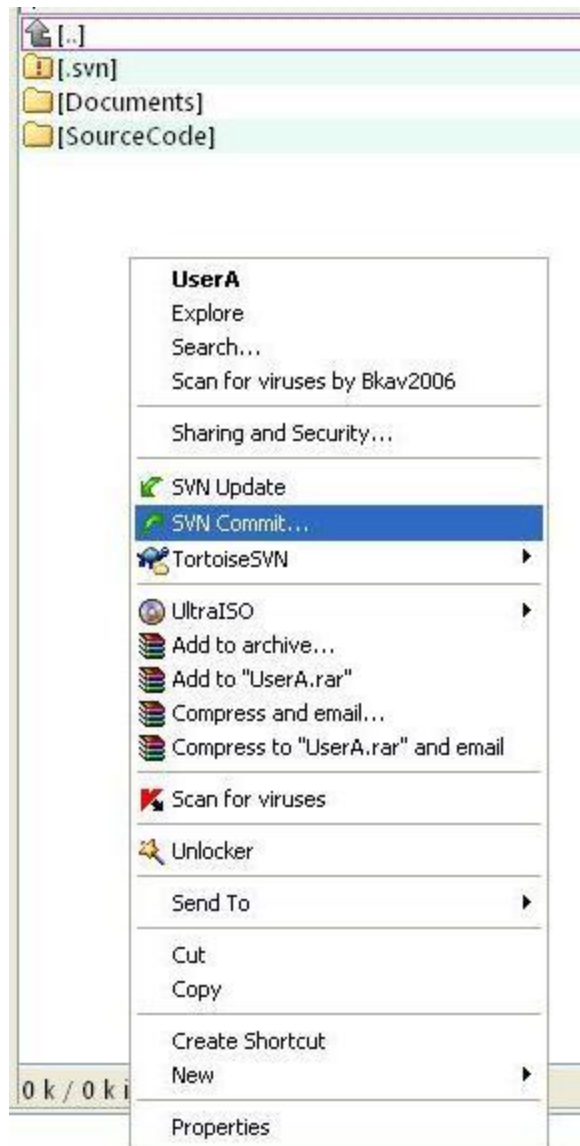 [..]
[.svn]
[Documents]
[SourceCode]
UserA
Explore
Search...
Scan for viruses by Bkav2006
Sharing and Security...
SVN Update
SVN Commit...
TortoiseSVN
UltraISO
Add to archive...
Add to "UserA.rar"
Compress and email...
Compress to "UserA.rar" and email
Scan for viruses
Unlocker
Send To
Cut
Copy
Create Shortcut
New
0 k / 0 k i
Properties